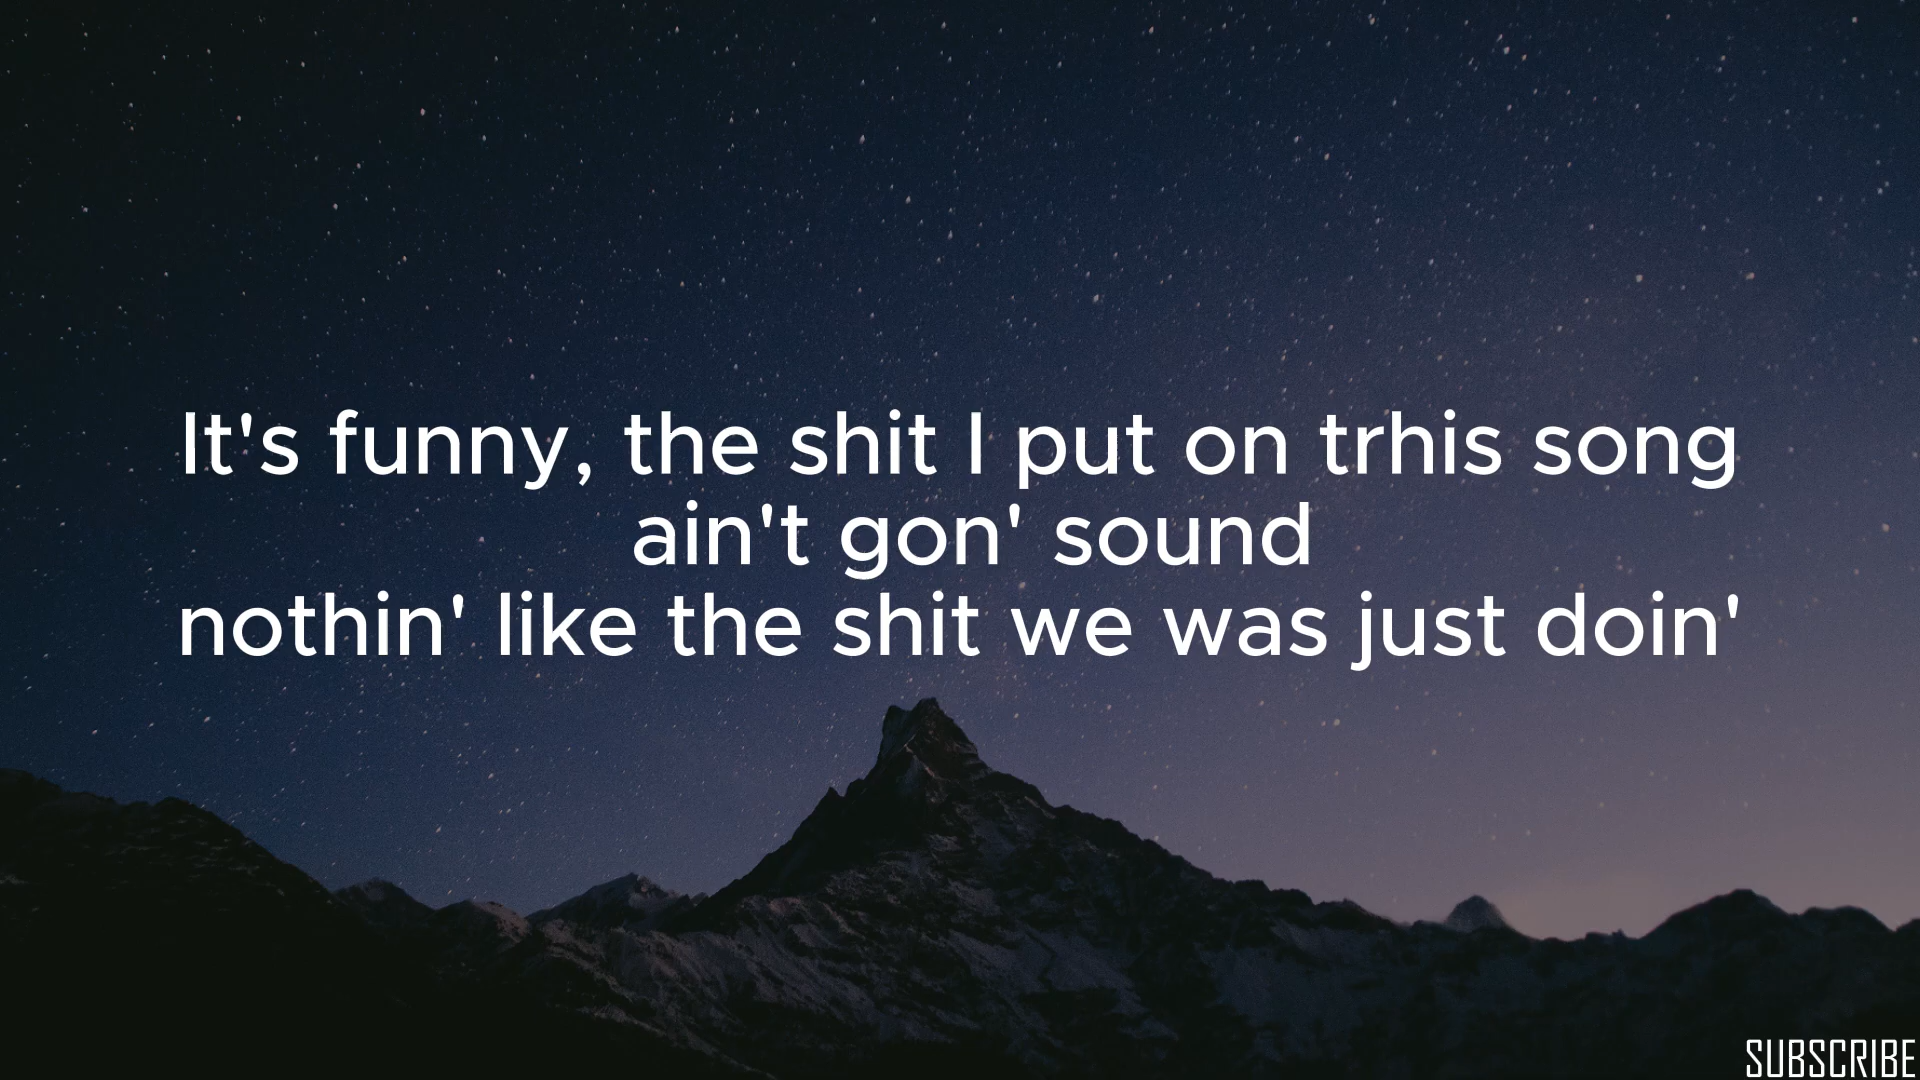 It's funny, the shit I put on trhis song
ain't gon' sound
nothin' like the shit we was just doin'
SUBSCRIBE